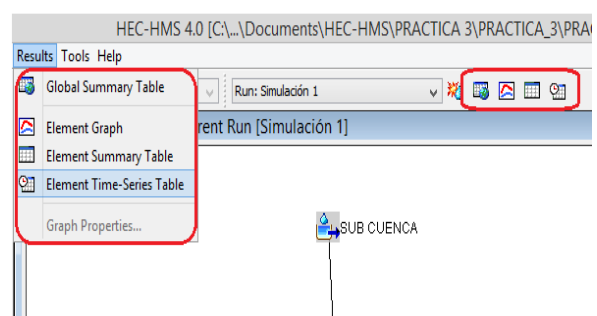 HEC-HMS 4.0 [C:\...\Documents\HEC-HMS\PRACTICA 3\PRACTICA_3\PRA
Results Tools Help
Global Summary Table
Run: Simulación 1
Element Graph
rent Run [Simulación 1]
Element Summary Table
Element Time-Series Table
Graph Properties...
SUB CUENCA